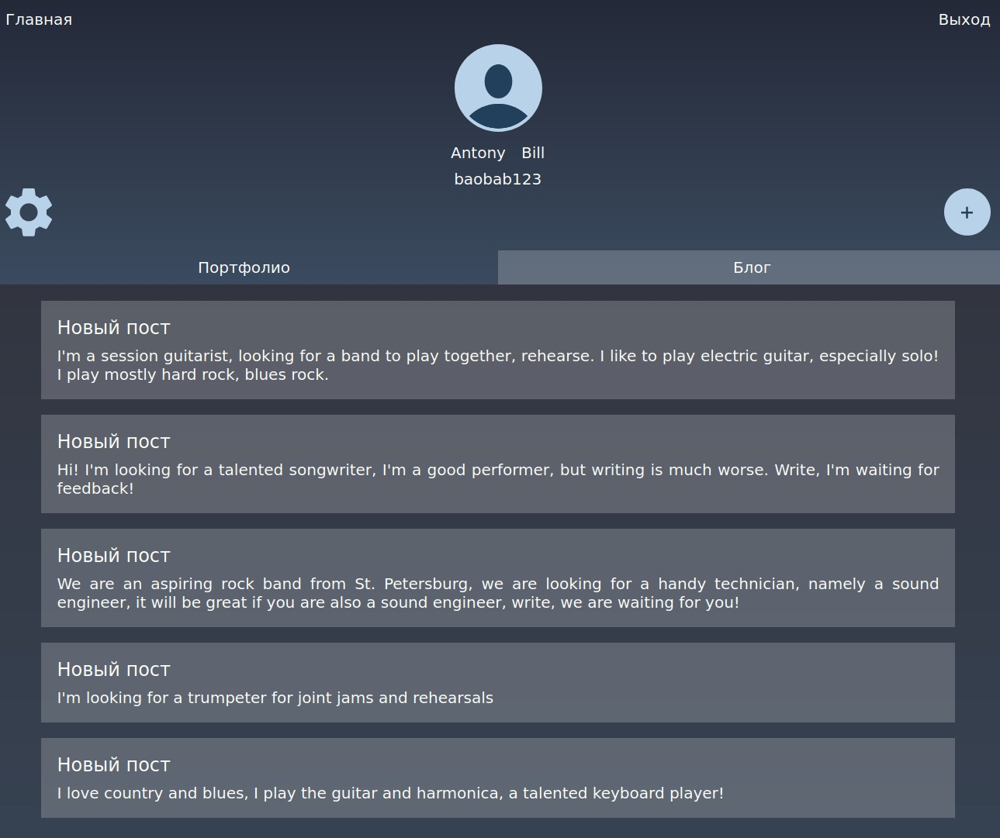 Главная
Выход
Antony Bill
baobab123
+
Портфолио
Блог
Новый пост
I'm a session guitarist, looking for a band to play together, rehearse. I like to play electric guitar, especially solo!
I play mostly hard rock, blues rock.
Новый пост
Hi! I'm looking for a talented songwriter, I'm a good performer, but writing is much worse. Write, I'm waiting for
feedback!
Новый пост
We are an aspiring rock band from St. Petersburg, we are looking for a handy technician, namely a sound
engineer, it will be great if you are also a sound engineer, write, we are waiting for you!
Новый пост
I'm looking for a trumpeter for joint jams and rehearsals
Новый пост
I love country and blues, I play the guitar and harmonica, a talented keyboard player!